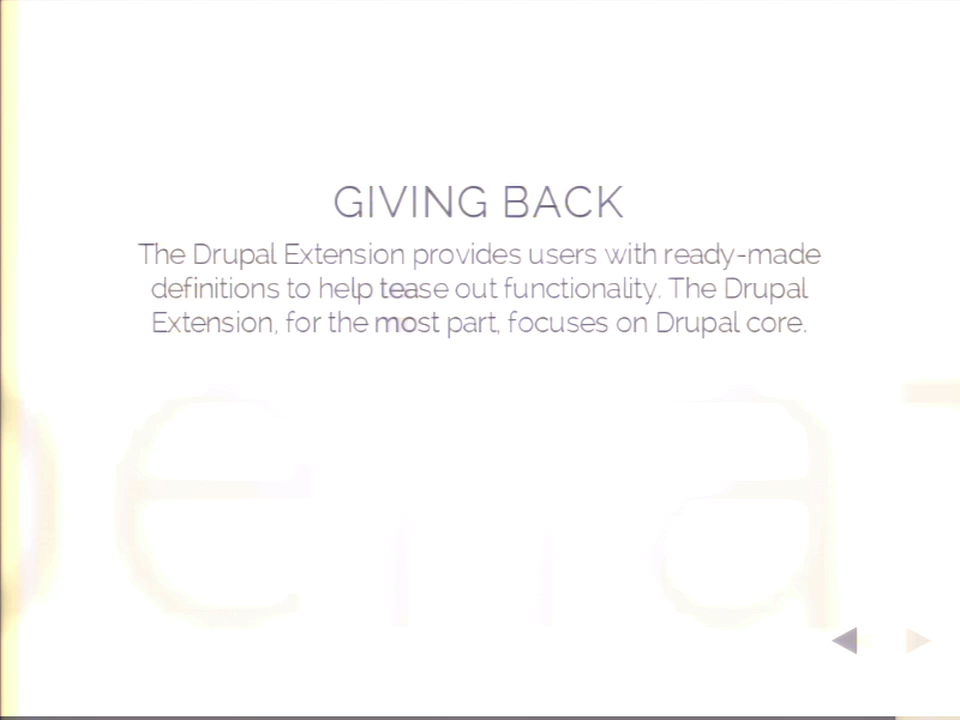 GIVING BACK
The Drupal Extension provides users with ready-made
definitions to help tease out functionality. The Drupal
Extension, for the most part, focuses on Drupal core.